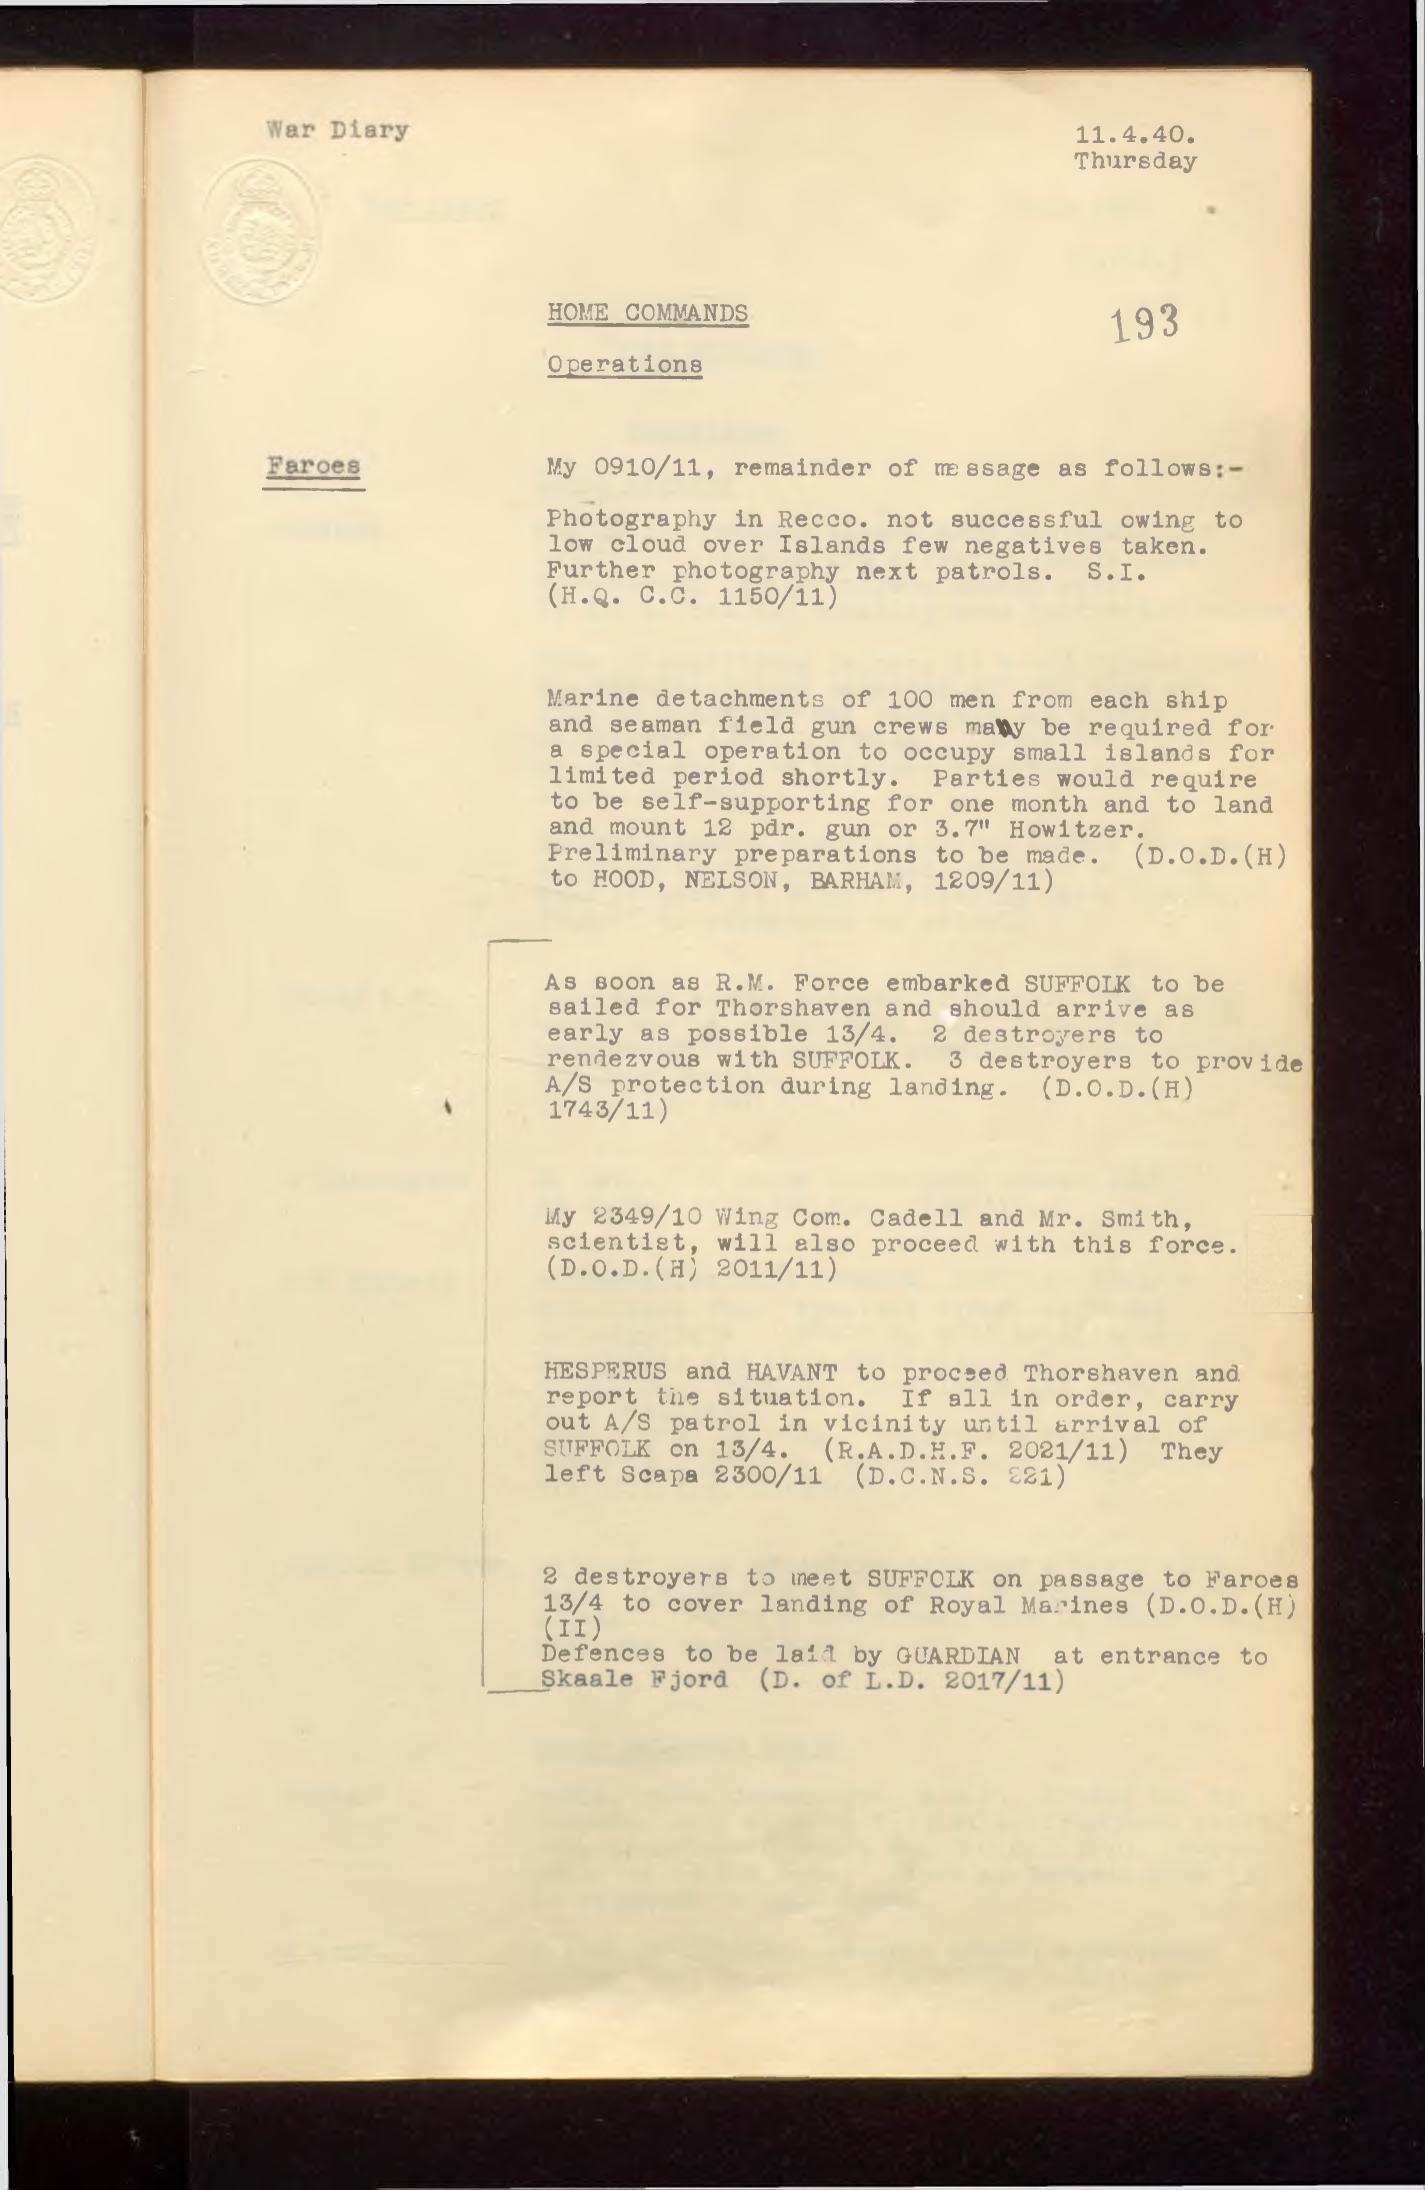 War Diary
11.4.40.
Thursday
HOME COMMANDS
193
Operations
Faroes
My 0910/11, remainder of message as follows:-
Photography in Recco. not successful owing to
low cloud over Islands few negatives taken.
Further photography next patrols. S.I.
(H.Q. C.C. 1150/11)
Marine detachments of 100 men from each ship
and seaman field gun crews may be required for
a special operation to occupy small islands for
limited period shortly. Parties would require
to be self-supporting for one month and to land
and mount 12 pdr. gun or 3.7" Howitzer.
Preliminary preparations to be made. (D.O.D.(H)
to HOOD, NELSON, BARHAM, 1209/11)
As soon as R.M. Force embarked SUFFOLK to be
sailed for Thorshaven and should arrive as
early as possible 13/4. 2 destroyers to
rendezvous with SUFFOLK. 3 destroyers to provide
A/S protection during landing. (D.O.D.(H)
1743/11)
My 2349/10 Wing Com. Cadell and Mr. Smith,
scientist, will also proceed with this force.
(D.O.D.(H) 2011/11)
HESPERUS and HAVANT to proceed Thorshaven and
report the situation. If all in order, carry
out A/S patrol in vicinity until arrival of
SUFFOLK on 13/4. (R.A.D.H.F. 2021/11) They
left Scapa 2300/11 (D.C.N.S. 221)
2 destroyers to meet SUFFOLK on passage to Faroes
13/4 to cover landing of Royal Marines (D.O.D.(H)
(II)
Defences to be laid by GUARDIAN at entrance to
Skaale Fjord (D. of L.D. 2017/11)